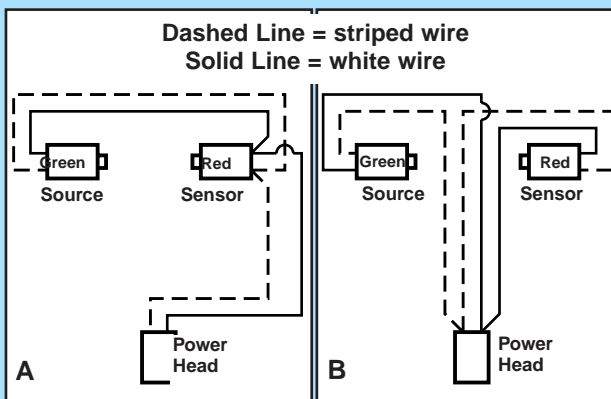 Dashed Line = striped wire
Solid Line = white wire
Green
Red
Source
Sensor
Power
Head
A
Green
Red
Source
Sensor
Power
Head
B